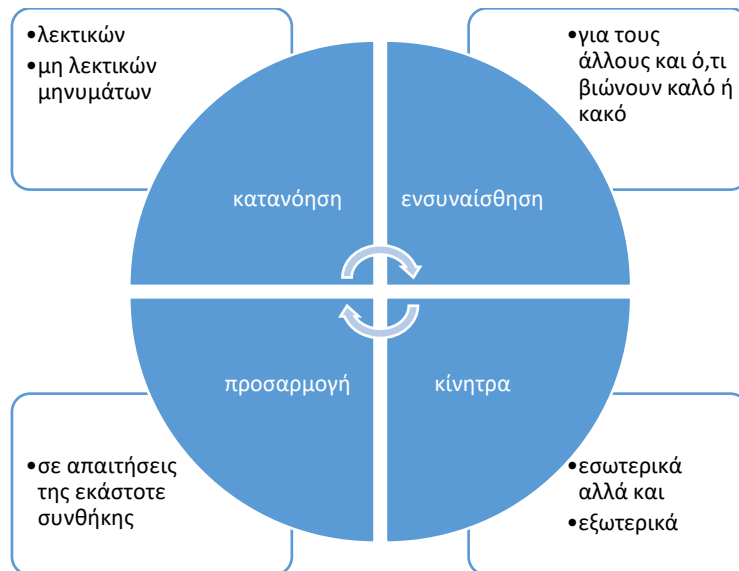 •λεκτικών
•μη λεκτικών
μηνυμάτων
•για τους
άλλους και ό,τι
βιώνουν καλό ή
κακό
κατανόηση
ενσυναίσθηση
προσαρμογή
κίνητρα
•σε απαιτήσεις
της εκάστοτε
συνθήκης
•εσωτερικά
αλλά και
•εξωτερικά